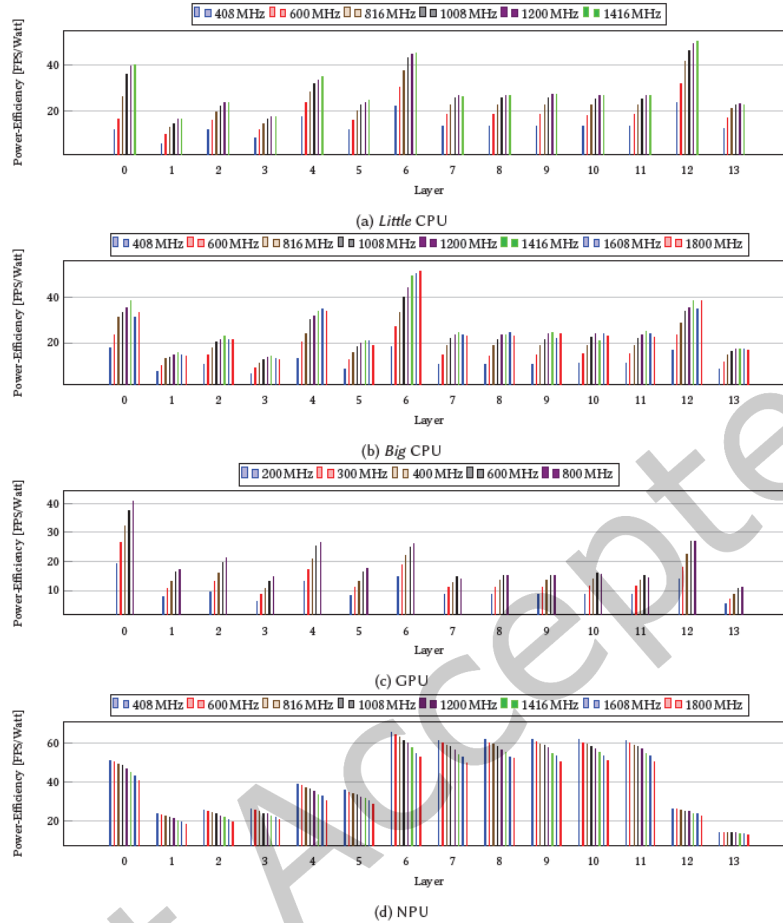 408 MHz 600 MHz 816 MHz 1008 MHz 1200 MHz 1416 MHz
Power-Efficiency [FPS/Watt]
40
20
0 1 2 3 4 5 6 7 8 9 10 11 12 13
Layer
(a) Little CPU
408 MHz 600 MHz 816 MHz 1008 MHz 1200 MHz 1416 MHz 1608 MHz 1800 MHz
Power-Efficiency [FPS/Watt]
40
20
0 1 2 3 4 5 6 7 8 9 10 11 12 13
Layer
(b) Big CPU
200 MHz 300 MHz 400 MHz 600 MHz 800 MHz
Power-Efficiency [FPS/Watt]
40
30
20
10
0 1 2 3 4 5 6 7 8 9 10 11 12 13
Layer
(c) GPU
408 MHz 600 MHz 816 MHz 1008 MHz 1200 MHz 1416 MHz 1608 MHz 1800 MHz
Power-Efficiency [FPS/Watt]
60
40
20
0 1 2 3 4 5 6 7 8 9 10 11 12 13
Layer
(d) NPU